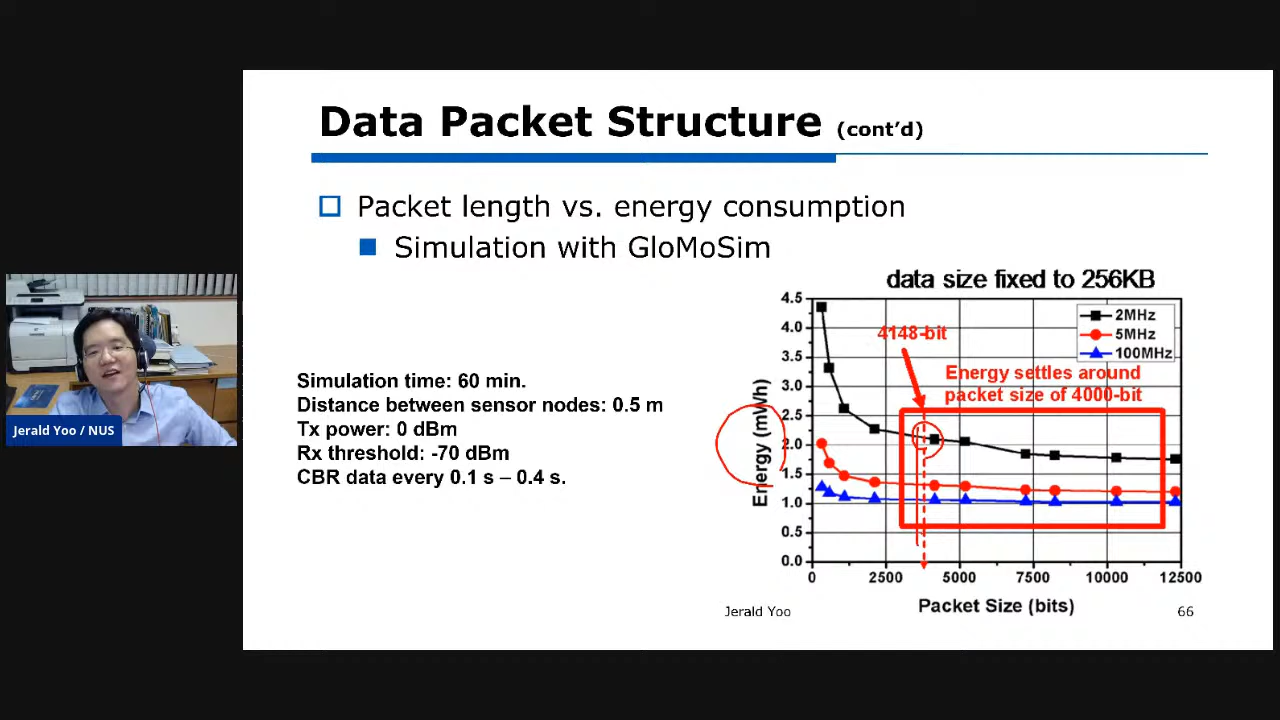 Data Packet Structure (cont'd)
Packet length vs. energy consumption
Simulation with GloMoSim
Simulation time: 60 min.
Distance between sensor nodes: 0.5 m
Tx power: 0 dBm
Rx threshold: -70 dBm
CBR data every 0.1 s – 0.4 s.
data size fixed to 256KB
Energy (mWh)
4.5
4.0
3.5
3.0
2.5
2.0
1.5
1.0
0.5
0.0
2MHz
5MHz
100MHz
4148-bit
Energy settles around
packet size of 4000-bit
0 2500 5000 7500 10000 12500
Packet Size (bits)
Jerald Yoo
66
Jerald Yoo / NUS